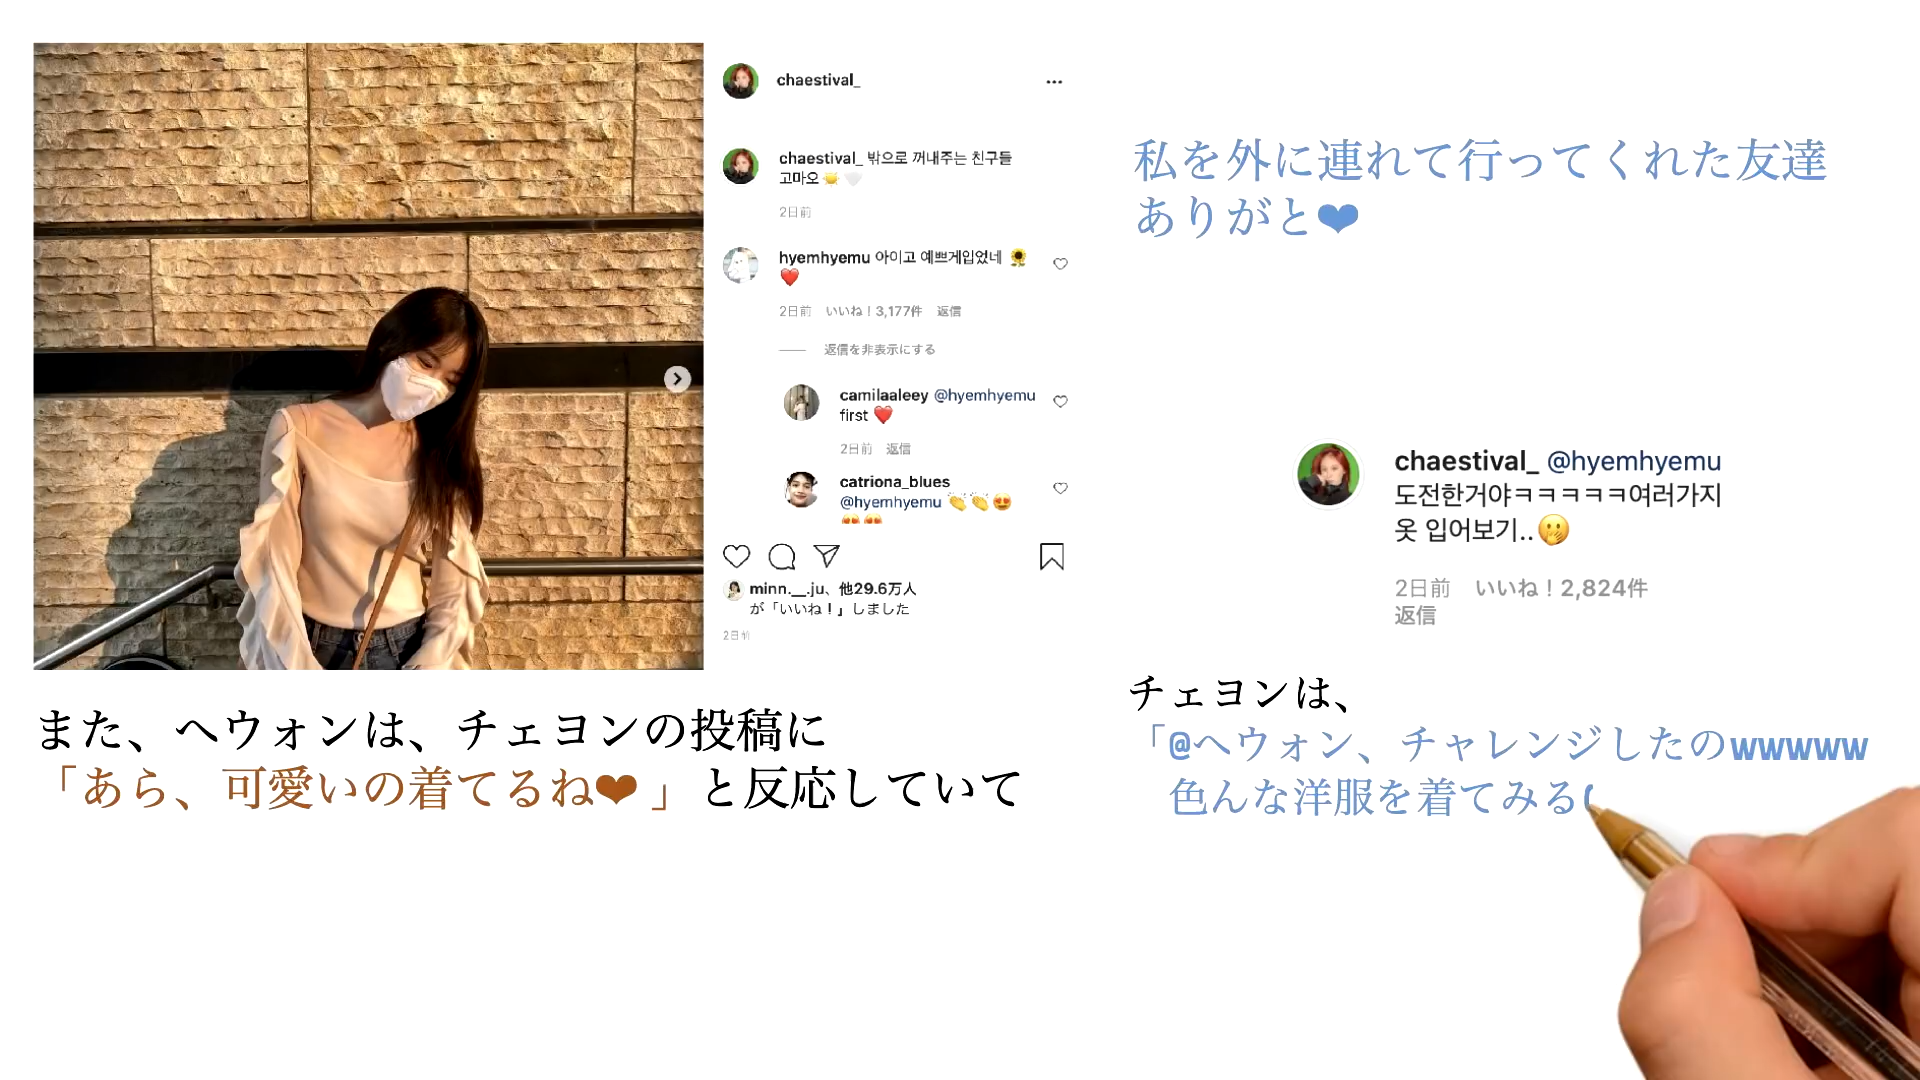 chaestival_
chaestival_ 밖으로 꺼내주는 친구들
고마오
2日前
hyemhyemu 아이고 예쁘게입었네
2日前 いいね！3,177件 返信
返信を非表示にする
camilaaleey @hyemhyemu
first
2日前 返信
catriona_blues
@hyemhyemu
minn.__.ju、他29.6万人
が「いいね！」しました
2日前
また、ヘウォンは、チェヨンの投稿に
「あら、可愛いの着てるね❤」と反応していて
私を外に連れて行ってくれた友達
ありがと❤
chaestival_ @hyemhyemu
도전한거야ㅋㅋㅋㅋㅋ여러가지
옷 입어보기..
2日前 いいね！2,824件
返信
チェヨンは、
「@ヘウォン、チャレンジしたのwwwww
色んな洋服を着てみる